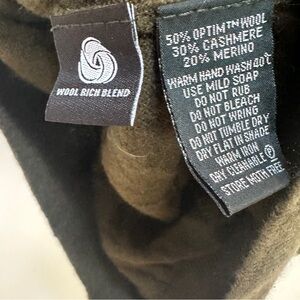 WOOL RICH BLEND
50% OPTIM™ WOOL
30% CASHMERE
20% MERINO
WARM HAND WASH 40°C
USE MILD SOAP
DO NOT RUB
DO NOT BLEACH
DO NOT WRING
DO NOT TUMBLE DRY
DRY FLAT IN SHADE
WARM IRON
DRY CLEANABLE Ⓟ
STORE MOTH FREE